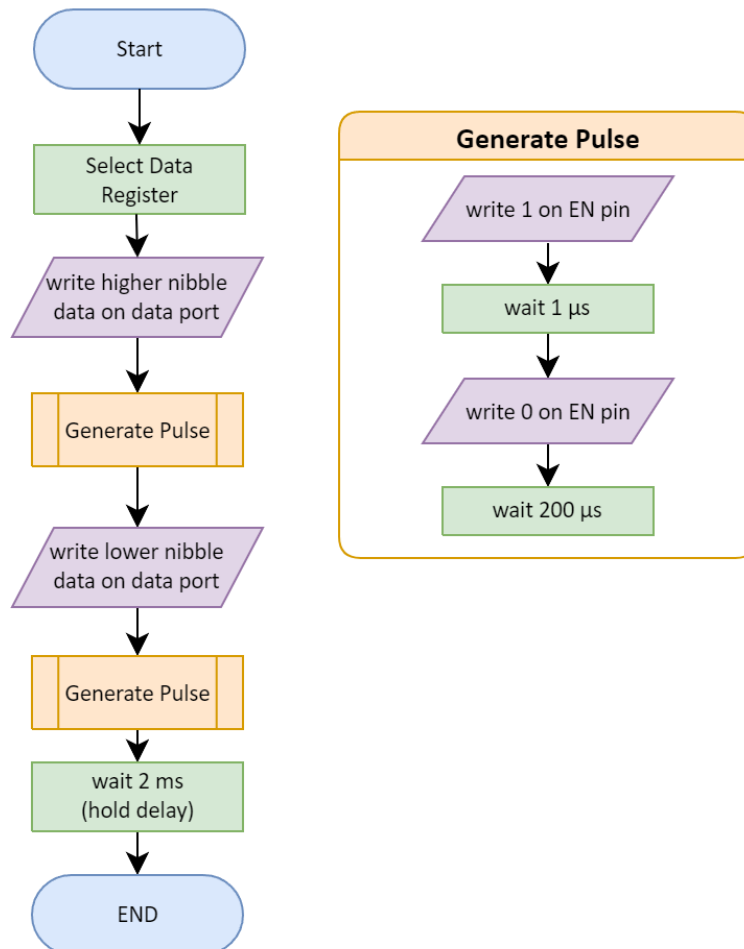 Start
Select Data
Register
write higher nibble
data on data port
Generate Pulse
write lower nibble
data on data port
Generate Pulse
wait 2 ms
(hold delay)
END
Generate Pulse
write 1 on EN pin
wait 1 µs
write 0 on EN pin
wait 200 µs